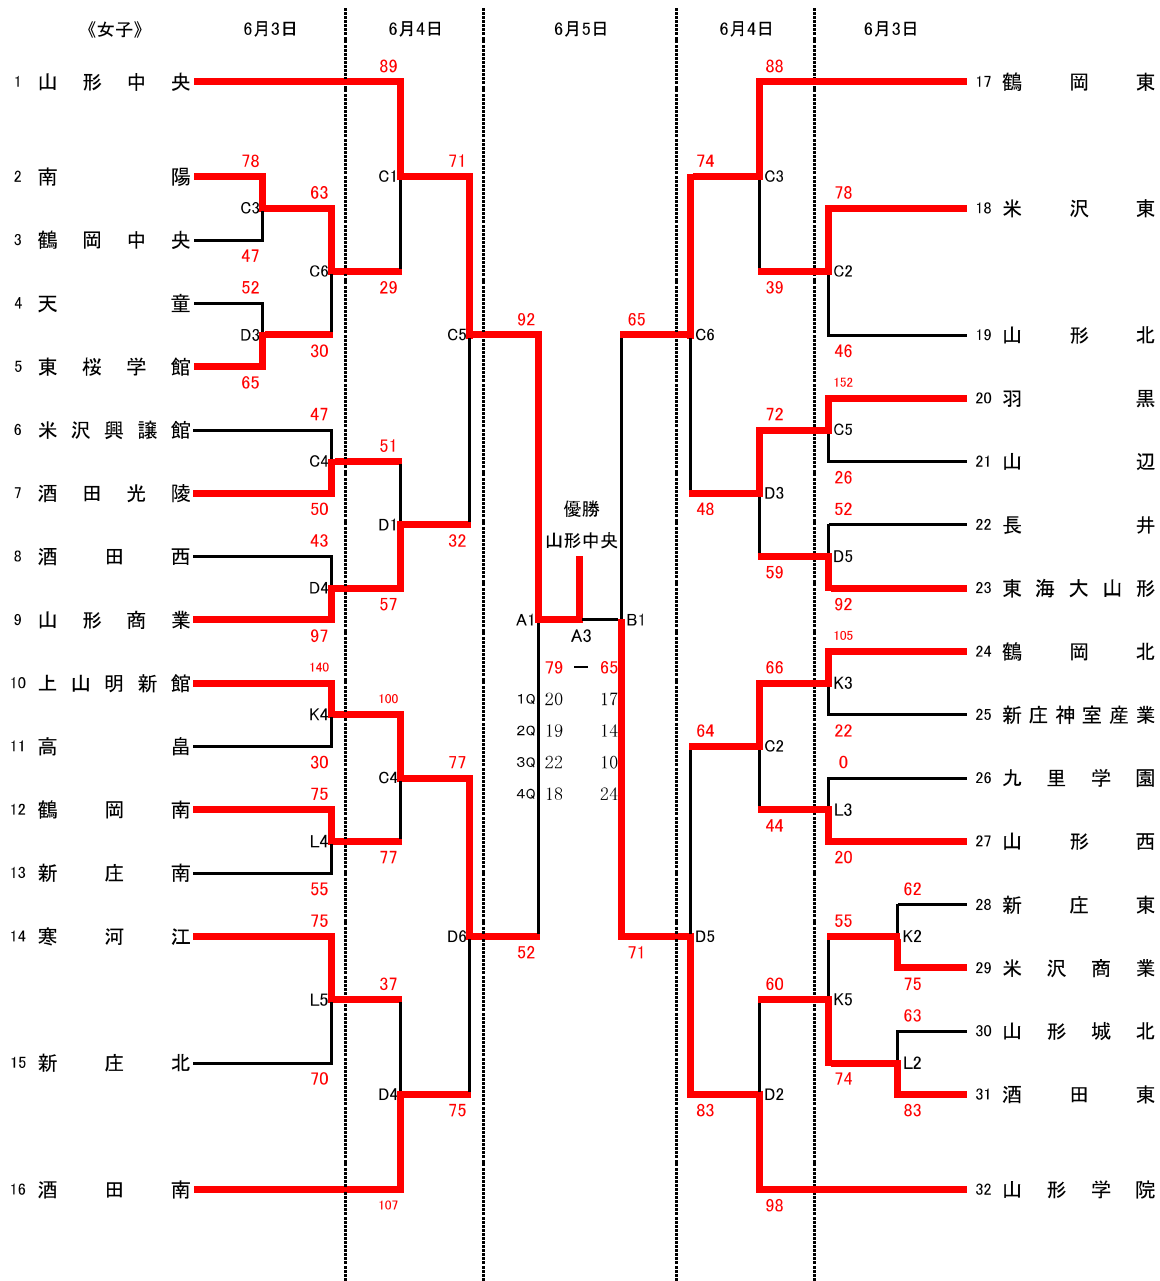 《女子》 6月3日 6月4日 6月5日 6月4日 6月3日
89 88
1 山形中央 17 鶴岡東
78 71 74
2 南陽 C1 C3
63 78
C3 18 米沢東
3 鶴岡中央
47
C6 C2
52 29 39
4 天童
92 65
D3 C5 C6 19 山形北
30 46
5 東桜学館
65 152
20 羽黒
47 72
6 米沢興譲館 C5
51
C4 21 山辺
26
7 酒田光陵 D3
50 48 52
優勝
D1 22 長井
43 32 山形中央
8 酒田西 D5
59
D4 23 東海大山形
57 92
9 山形商業 A1 B1
97 A3 105
24 鶴岡北
140 79 ― 65 66
10 上山明新館 K3
100 1Q 20 17
K4 25 新庄神室産業
2Q 19 14 64 22
11 高畠 C2
30 77 3Q 22 10 0
C4 26 九里学園
75 4Q 18 24
12 鶴岡南 L3
44
L4 27 山形西
77 20
13 新庄南
55 62
28 新庄東
75 55
14 寒河江 D6 D5 K2
52 71
29 米沢商業
37 60 75
L5 K5
63
30 山形城北
15 新庄北 L2
70 74
D4 D2 31 酒田東
75 83 83
16 酒田南 32 山形学院
107 98